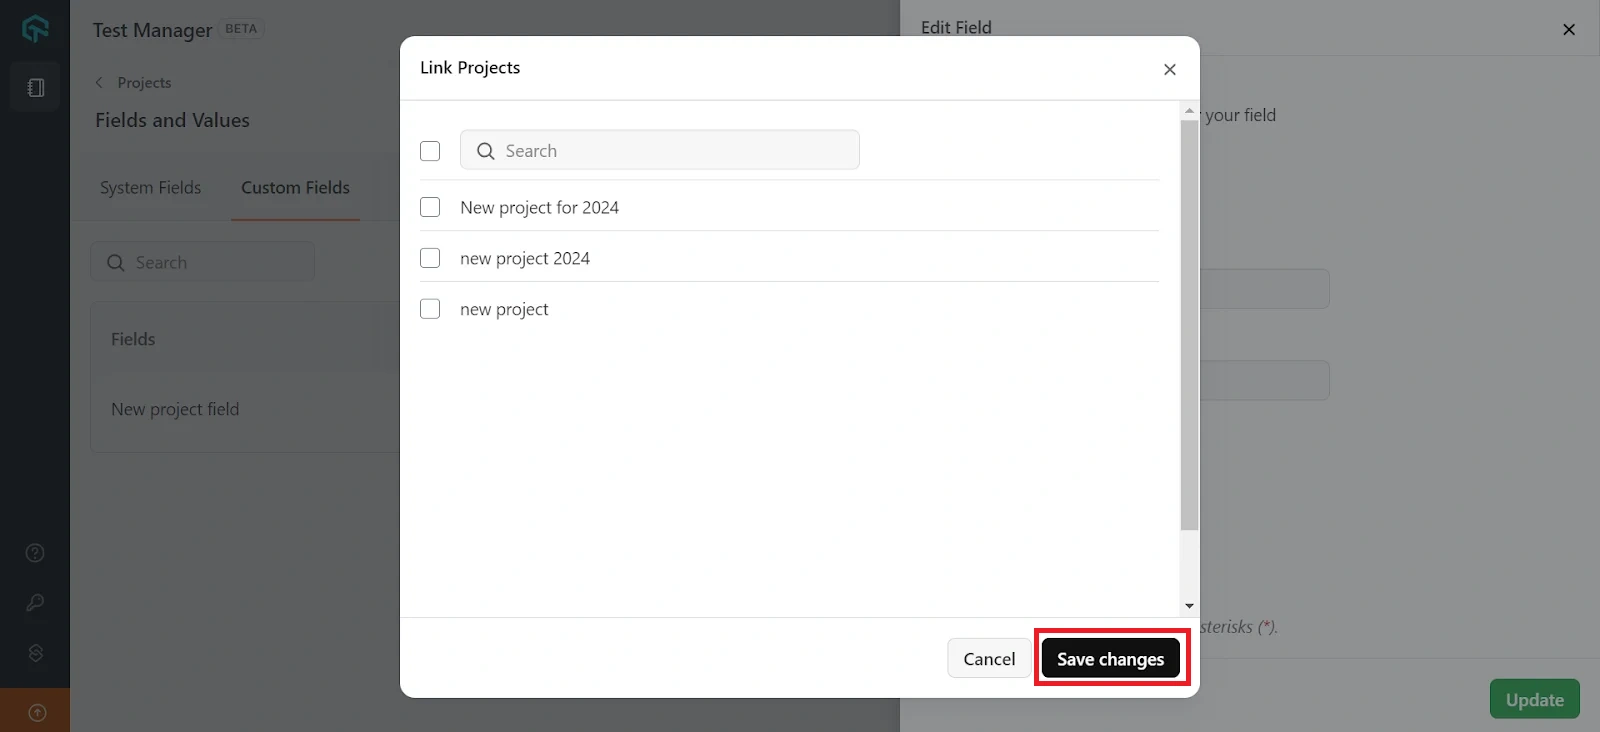 Test Manager BETA
Projects
Fields and Values
System Fields
Custom Fields
Search
Fields
New project field
Link Projects
Search
New project for 2024
new project 2024
new project
Cancel
Save changes
Edit Field
your field
(*).
Update